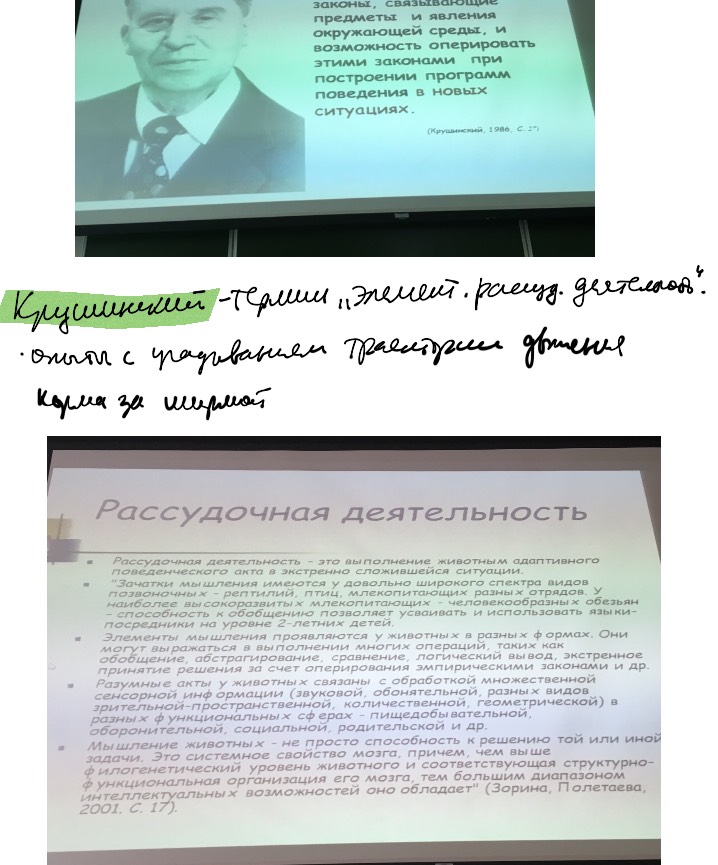 законы, связывающие
предметы и явления
окружающей среды, и
возможность оперировать
этими законами при
построении программ
поведения в новых
ситуациях.
(Крушинский, 1986, С. 27)
Крушинский - термин „элемент. рассуд. деятельность".
· опыты с угадыванием траектории движения
корма за ширмой
Рассудочная деятельность
Рассудочная деятельность - это выполнение животным адаптивного
поведенческого акта в экстренно сложившейся ситуации.
"Зачатки мышления имеются у довольно широкого спектра видов
позвоночных - рептилий, птиц, млекопитающих разных отрядов. У
наиболее высокоразвитых млекопитающих - человекообразных обезьян
- способность к обобщению позволяет усваивать и использовать языки-
посредники на уровне 2-летних детей.
Элементы мышления проявляются у животных в разных формах. Они
могут выражаться в выполнении многих операций, таких как
обобщение, абстрагирование, сравнение, логический вывод, экстренное
принятие решения за счет оперирования эмпирическими законами и др.
Разумные акты у животных связаны с обработкой множественной
сенсорной информации (звуковой, обонятельной, разных видов
зрительной-пространственной, количественной, геометрической) в
разных функциональных сферах - пищедобывательной,
оборонительной, социальной, родительской и др.
Мышление животных - не просто способность к решению той или иной
задачи. Это системное свойство мозга, причем, чем выше
филогенетический уровень животного и соответствующая структурно-
функциональная организация его мозга, тем большим диапазоном
интеллектуальных возможностей оно обладает" (Зорина, Полетаева,
2001. С. 17).